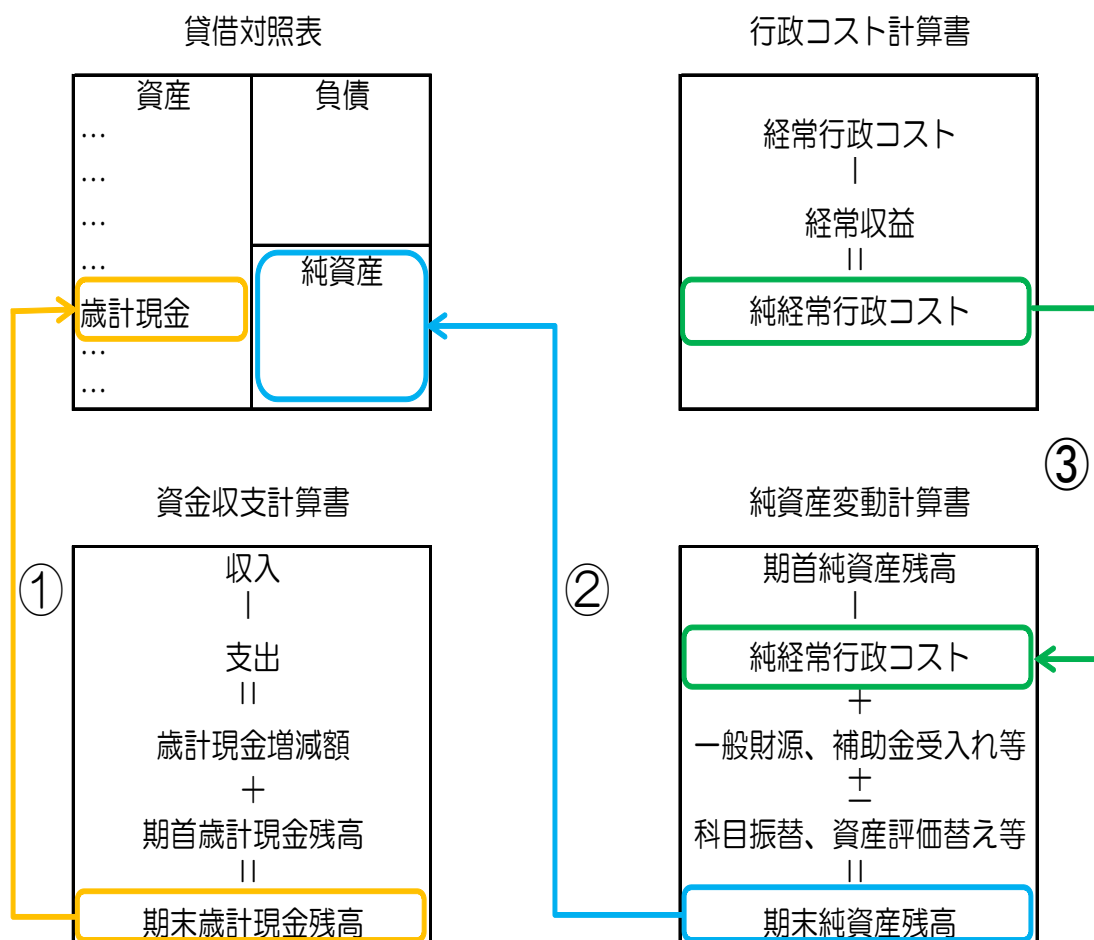 貸借対照表
資産
…
…
…
…
歳計現金
…
…
負債
純資産
行政コスト計算書
経常行政コスト
－
経常収益
＝
純経常行政コスト
①
②
③
資金収支計算書
収入
－
支出
＝
歳計現金増減額
＋
期首歳計現金残高
＝
期末歳計現金残高
純資産変動計算書
期首純資産残高
－
純経常行政コスト
＋
一般財源、補助金受入れ等
±
科目振替、資産評価替え等
＝
期末純資産残高